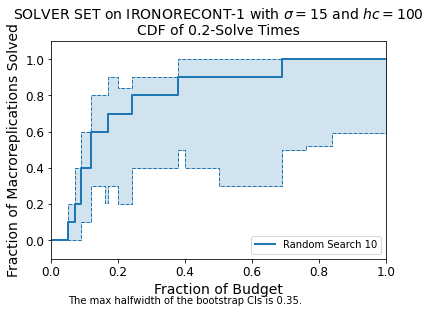 SOLVER SET on IRONORECONT-1 with σ = 15 and hc = 100
CDF of 0.2-Solve Times
Fraction of Macroreplications Solved
1.0
0.8
0.6
0.4
0.2
0.0
Random Search 10
0.0 0.2 0.4 0.6 0.8 1.0
Fraction of Budget
The max halfwidth of the bootstrap CIs is 0.35.